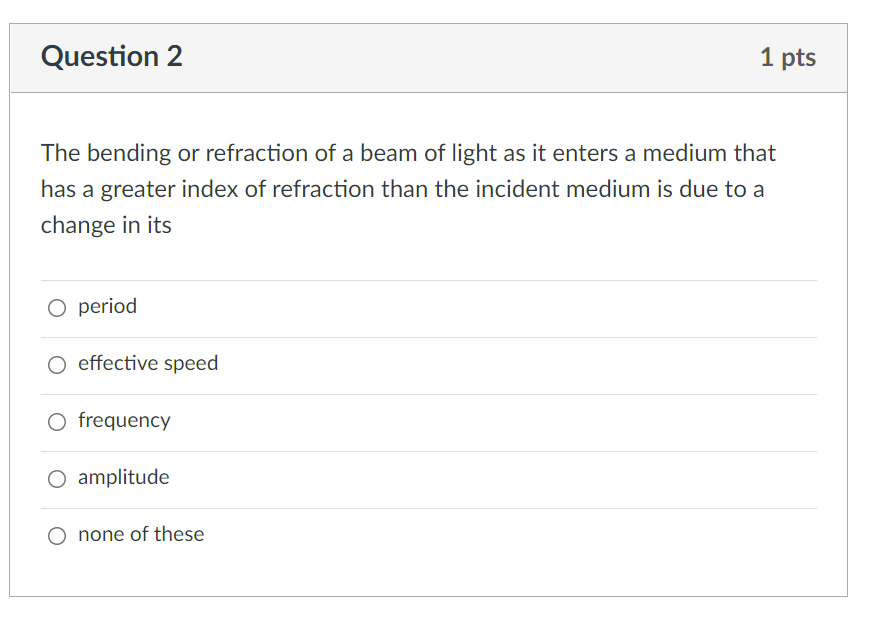 Question 2
1 pts
The bending or refraction of a beam of light as it enters a medium that
has a greater index of refraction than the incident medium is due to a
change in its
period
effective speed
frequency
amplitude
none of these